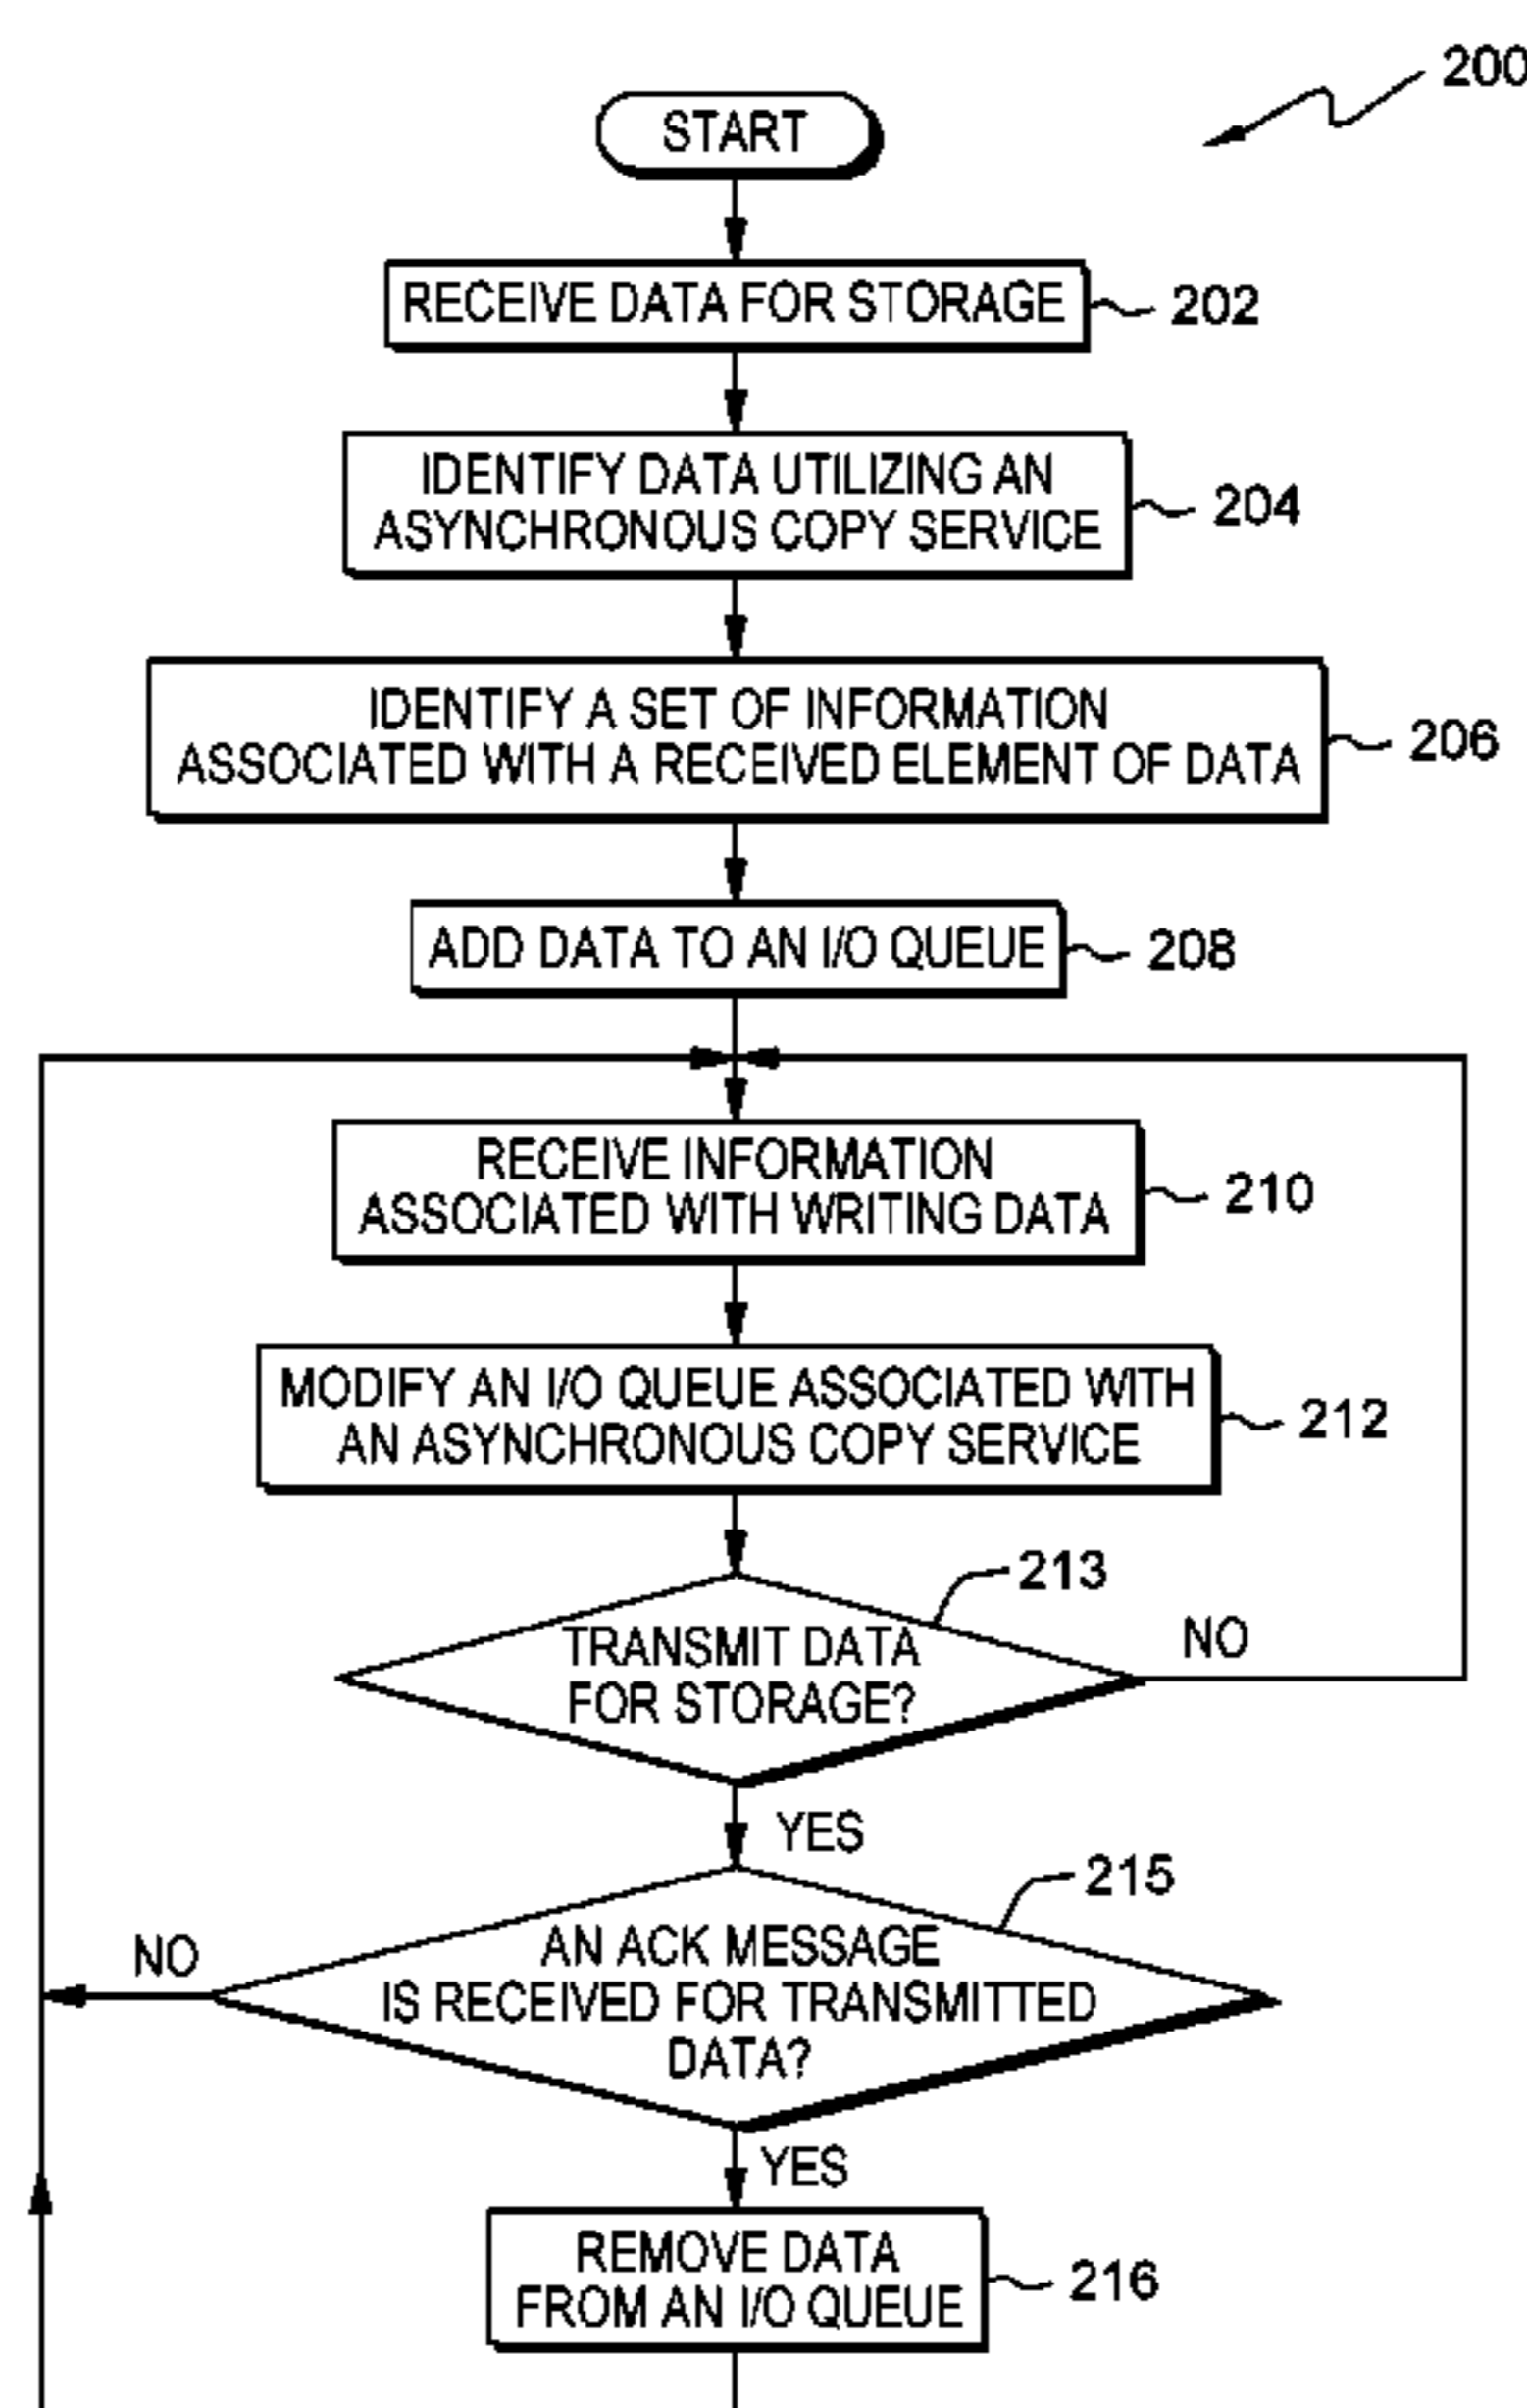 200
START
RECEIVE DATA FOR STORAGE
202
IDENTIFY DATA UTILIZING AN
ASYNCHRONOUS COPY SERVICE
204
IDENTIFY A SET OF INFORMATION
ASSOCIATED WITH A RECEIVED ELEMENT OF DATA
206
ADD DATA TO AN I/O QUEUE
208
RECEIVE INFORMATION
ASSOCIATED WITH WRITING DATA
210
MODIFY AN I/O QUEUE ASSOCIATED WITH
AN ASYNCHRONOUS COPY SERVICE
212
213
TRANSMIT DATA
FOR STORAGE?
NO
YES
215
AN ACK MESSAGE
IS RECEIVED FOR TRANSMITTED
DATA?
NO
YES
REMOVE DATA
FROM AN I/O QUEUE
216